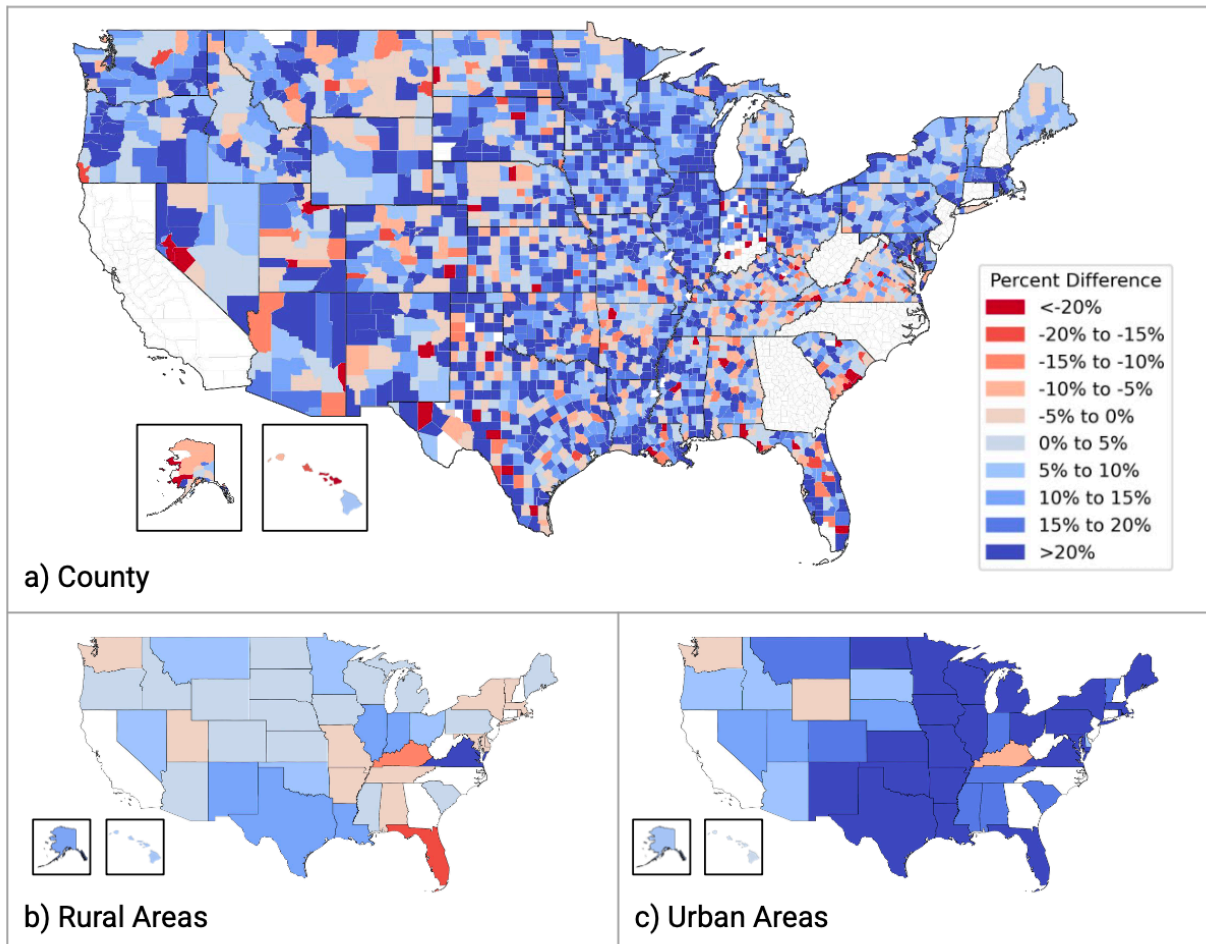 Percent Difference
<-20%
-20% to -15%
-15% to -10%
-10% to -5%
-5% to 0%
0% to 5%
5% to 10%
10% to 15%
15% to 20%
>20%
a) County
b) Rural Areas
c) Urban Areas